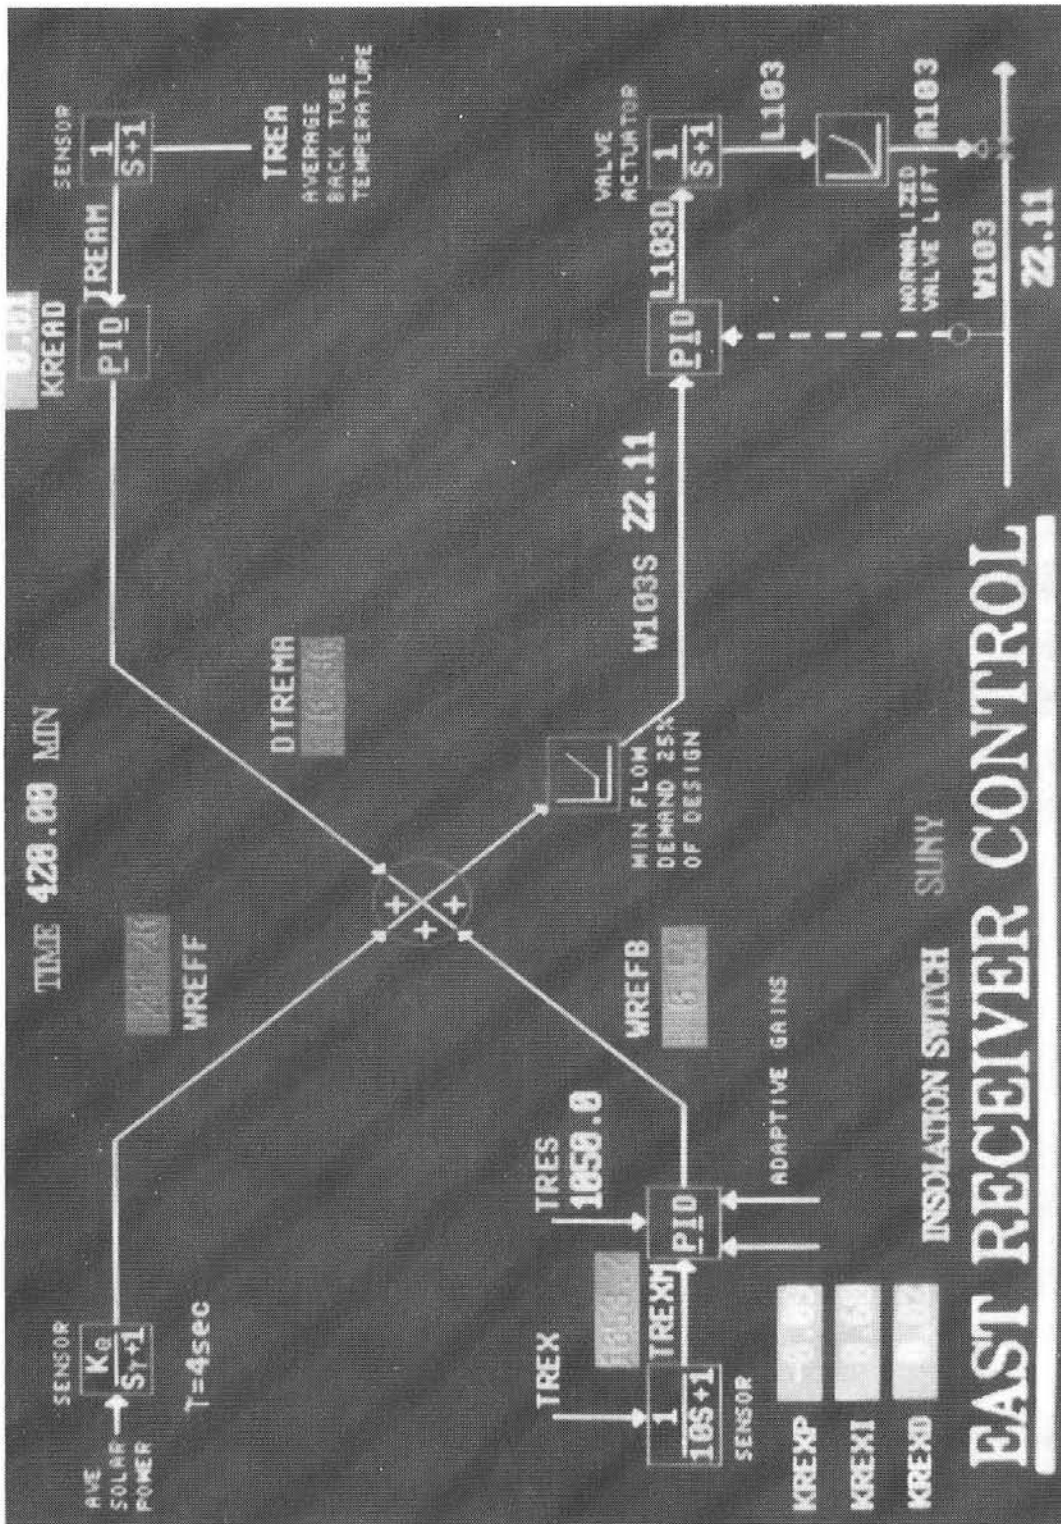 TIME 420.00 MIN
SENSOR
AVE
SOLAR
POWER
K
S +1
T=4sec
WREFF
KREAD
PID
TREAM
SENSOR
1
S+1
TREA
AVERAGE
BACK TUBE
TEMPERATURE
DTREMA
+
+
+
MIN FLOW
DEMAND 25%
OF DESIGN
W103S 22.11
PID
L103D
VALVE
ACTUATOR
1
S+1
L103
NORMALIZED
VALVE LIFT
A103
W103
22.11
TREX
1
10S+1
SENSOR
TREXM
TRES
1050.0
PID
WREFB
ADAPTIVE GAINS
KREXP
KREXI
KREXD
INSOLATION SWITCH SUNY
EAST RECEIVER CONTROL